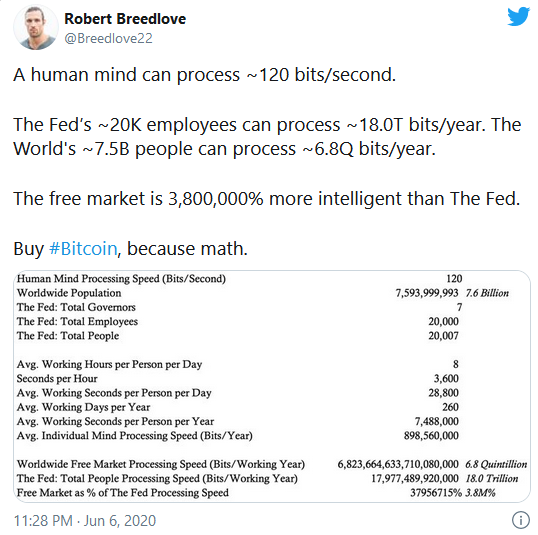 Robert Breedlove
@Breedlove22
A human mind can process ~120 bits/second.
The Fed's ~20K employees can process ~18.0T bits/year. The
World's ~7.5B people can process ~6.8Q bits/year.
The free market is 3,800,000% more intelligent than The Fed.
Buy #Bitcoin, because math.
Human Mind Processing Speed (Bits/Second) 120
Worldwide Population 7,593,999,993 7.6 Billion
The Fed: Total Governors 7
The Fed: Total Employees 20,000
The Fed: Total People 20,007
Avg. Working Hours per Person per Day 8
Seconds per Hour 3,600
Avg. Working Seconds per Person per Day 28,800
Avg. Working Days per Year 260
Avg. Working Seconds per Person per Year 7,488,000
Avg. Individual Mind Processing Speed (Bits/Year) 898,560,000
Worldwide Free Market Processing Speed (Bits/Working Year) 6,823,664,633,710,080,000 6.8 Quintillion
The Fed: Total People Processing Speed (Bits/Working Year) 17,977,489,920,000 18.0 Trillion
Free Market as % of The Fed Processing Speed 37956715% 3.8M%
11:28 PM · Jun 6, 2020